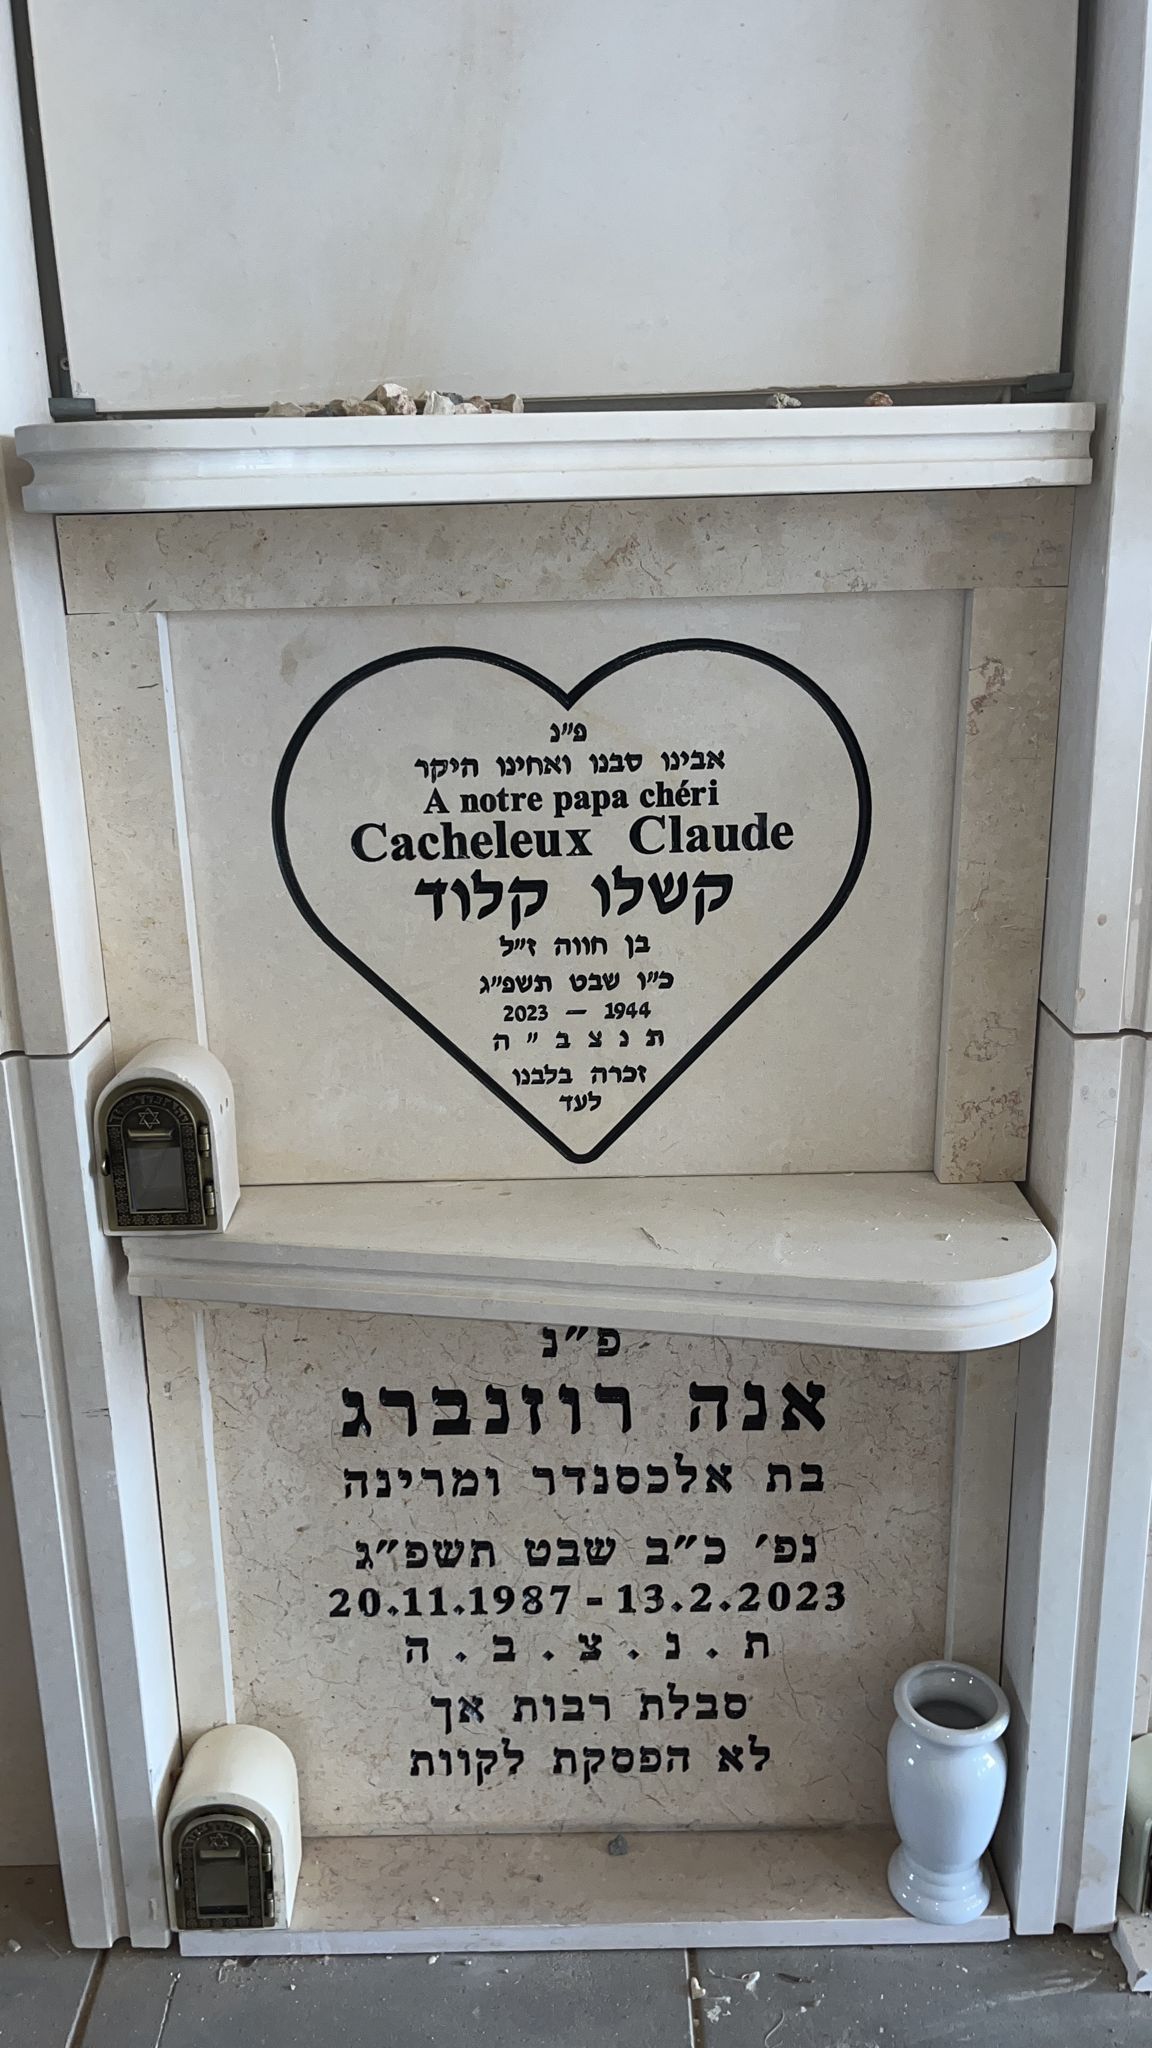 פ"נ
אבינו סבנו ואחינו היקר
A notre papa chéri
Cacheleux Claude
קשלו קלוד
בן חווה ז"ל
כ"ו שבט תשפ"ג
2023 — 1944
ת נ צ ב " ה
זכרה בלבנו
לעד
פ"נ
אנה רוזנברג
בת אלכסנדר ומרינה
נפ' כ"ב שבט תשפ"ג
20.11.1987 - 13.2.2023
ת . נ . צ . ב . ה
סבלת רבות אך
לא הפסקת לקוות